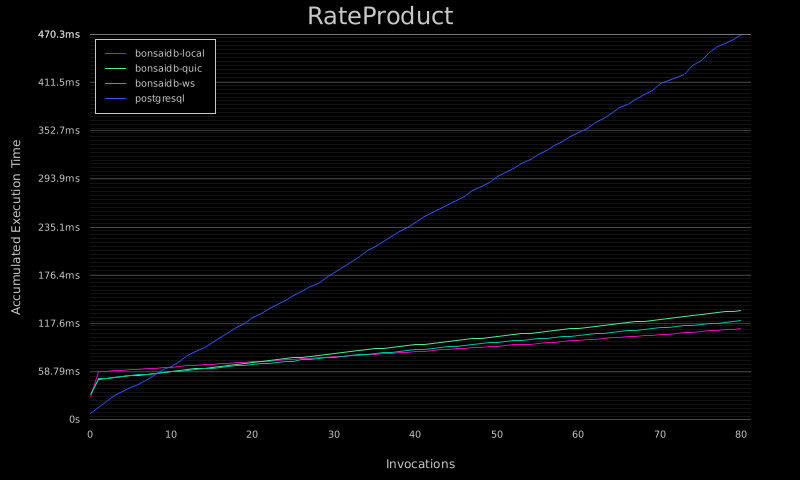 RateProduct
470.3ms
bonsaidb-local
bonsaidb-quic
bonsaidb-ws
postgresql
411.5ms
352.7ms
293.9ms
235.1ms
176.4ms
117.6ms
58.79ms
0s
Accumulated Execution Time
0 10 20 30 40 50 60 70 80
Invocations